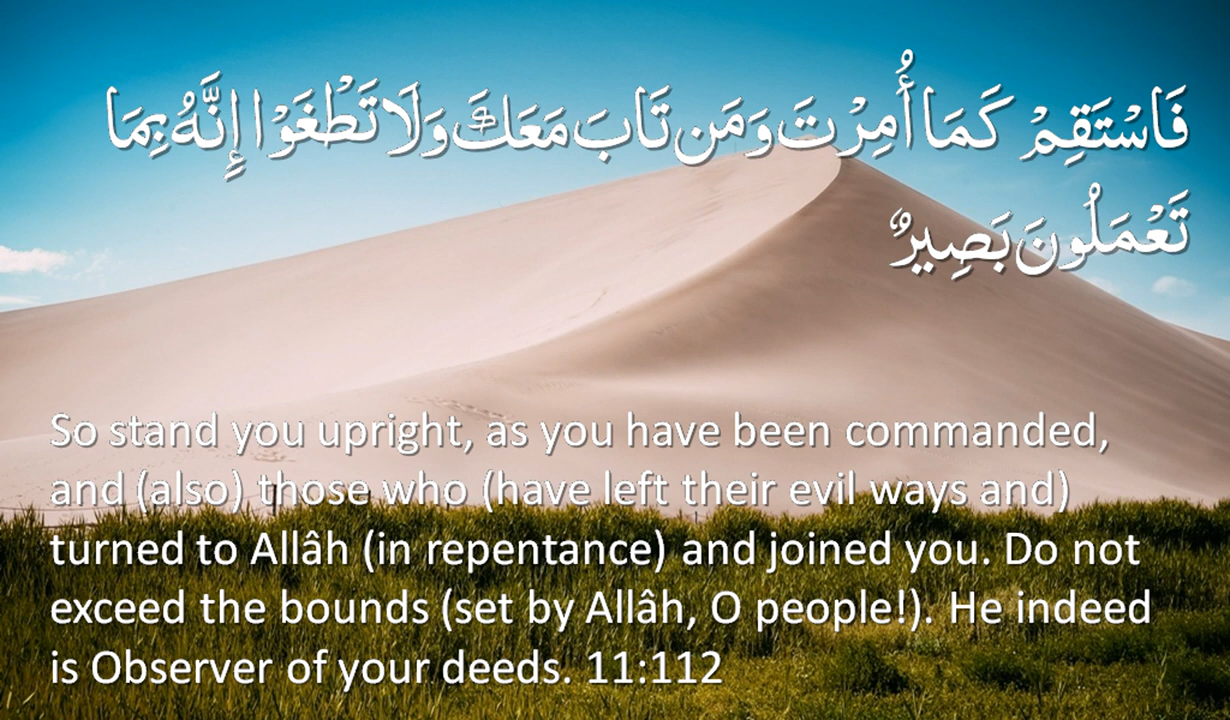 فَاسْتَقِمْ كَمَا أُمِرْتَ وَمَن تَابَ مَعَكَ وَلَا تَطْغَوْا إِنَّهُ بِمَا
تَعْمَلُونَ بَصِيرٌ
So stand you upright, as you have been commanded,
and (also) those who (have left their evil ways and)
turned to Allâh (in repentance) and joined you. Do not
exceed the bounds (set by Allâh, O people!). He indeed
is Observer of your deeds. 11:112